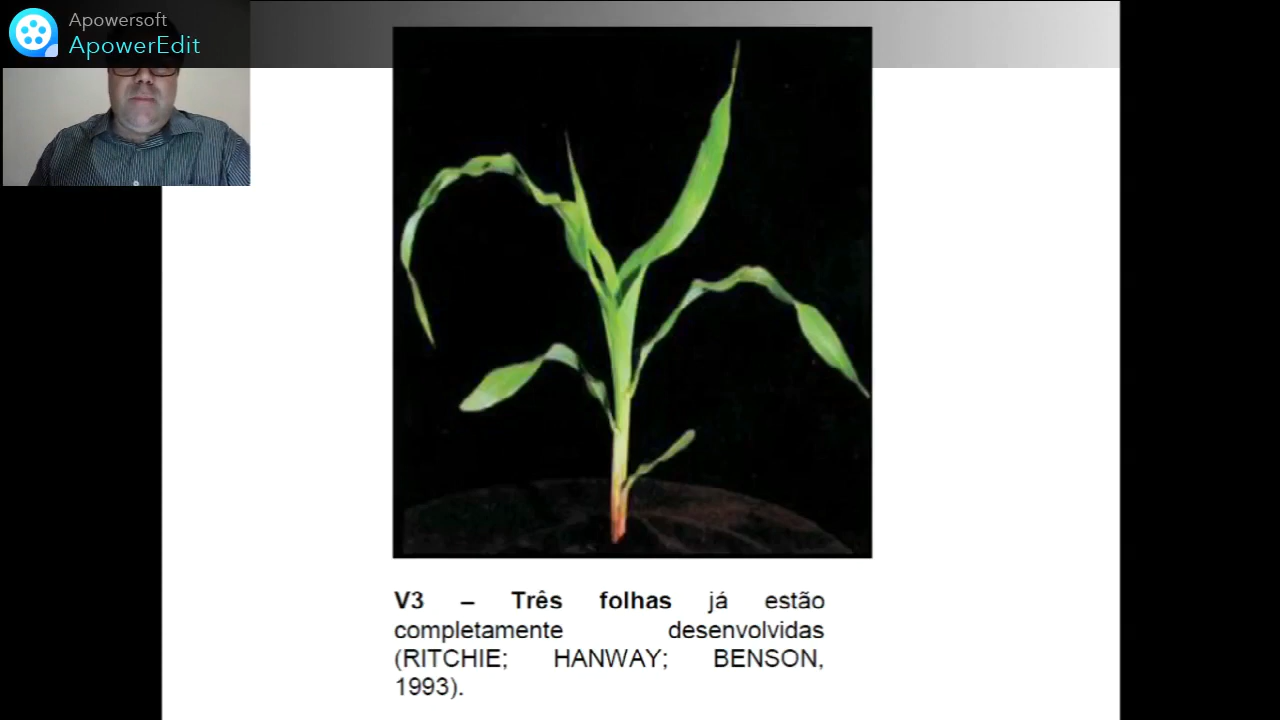 Apowersoft
ApowerEdit
V3 – Três folhas já estão
completamente desenvolvidas
(RITCHIE; HANWAY; BENSON,
1993).